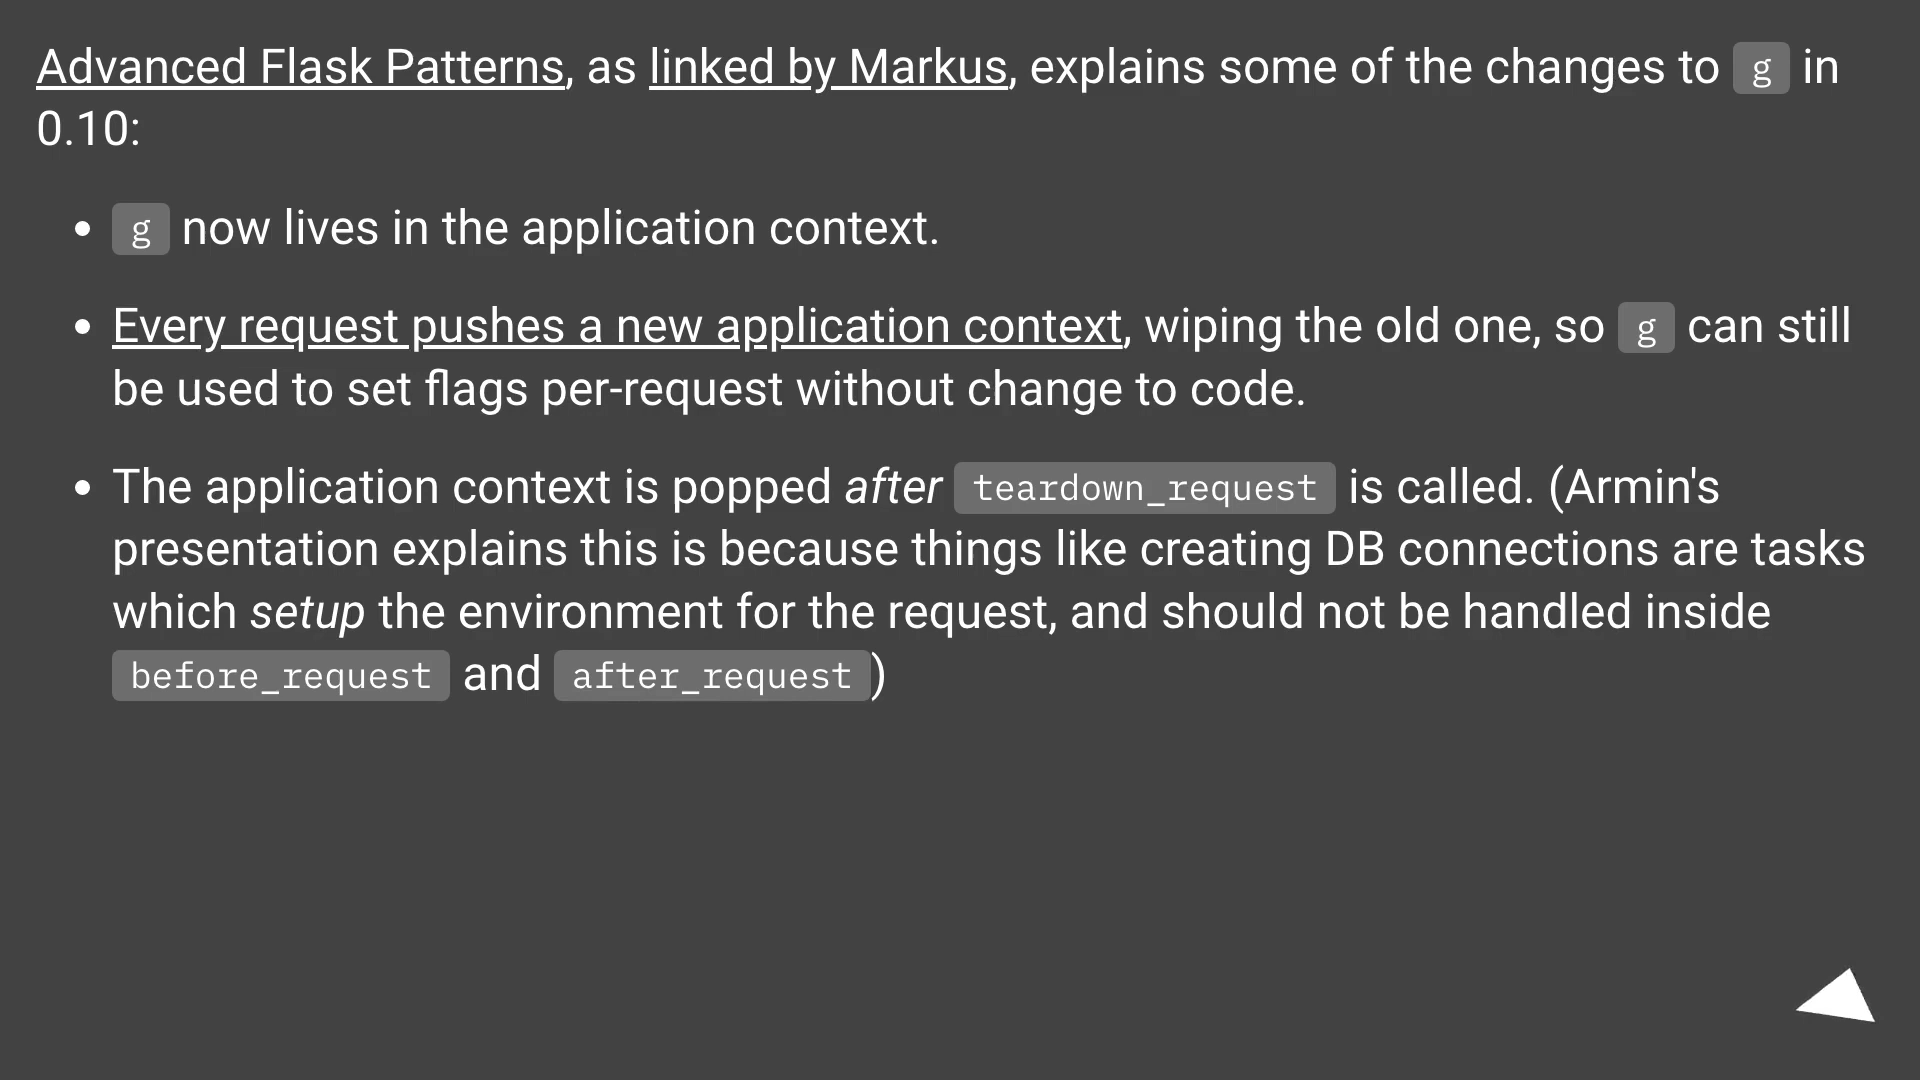 Advanced Flask Patterns, as linked by Markus, explains some of the changes to g in
0.10:
• g now lives in the application context.
• Every request pushes a new application context, wiping the old one, so g can still
be used to set flags per-request without change to code.
• The application context is popped after teardown_request is called. (Armin's
presentation explains this is because things like creating DB connections are tasks
which setup the environment for the request, and should not be handled inside
before_request and after_request)